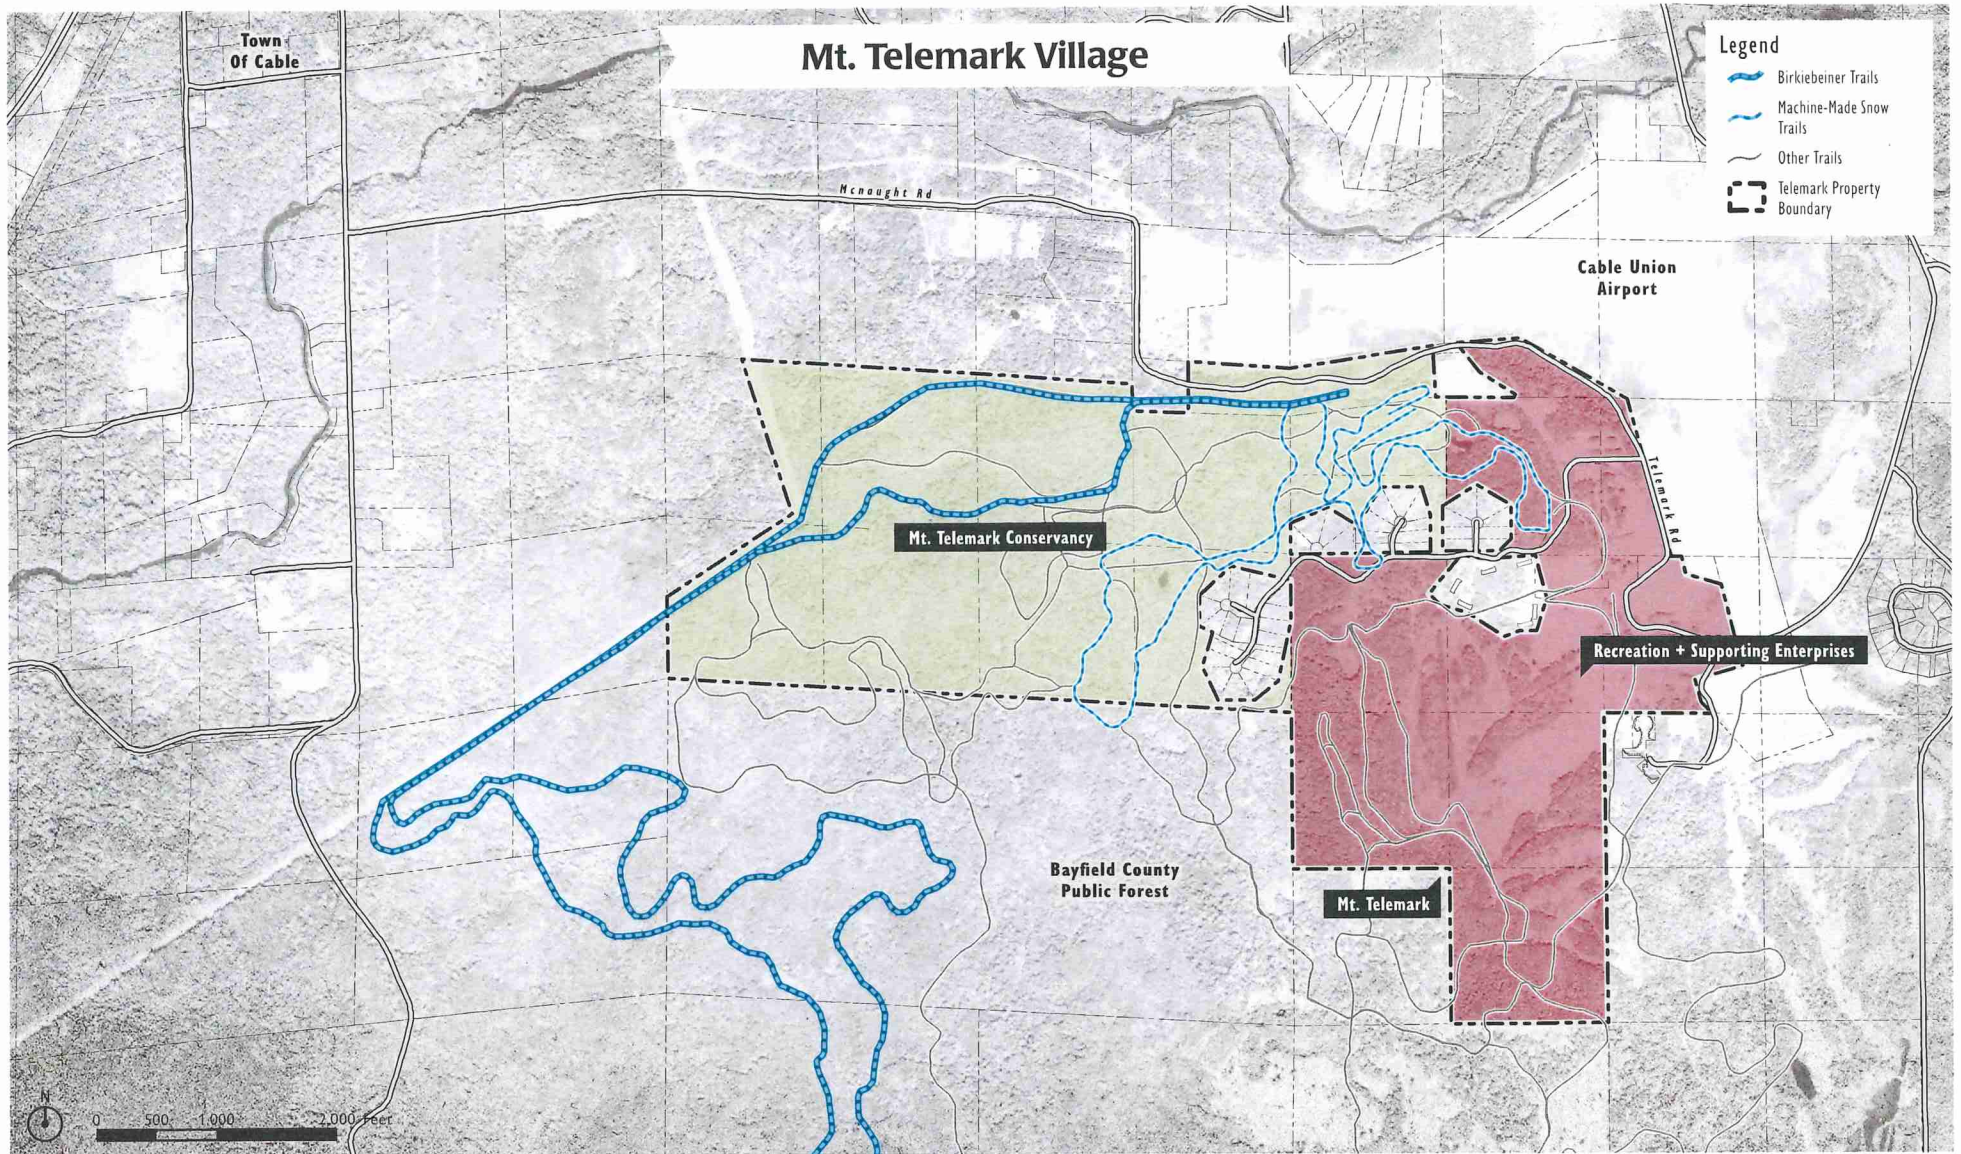 Mt. Telemark Village
Town
Of Cable
Legend
Birkiebeiner Trails
Machine-Made Snow
Trails
Other Trails
Telemark Property
Boundary
Mcnaught Rd
Cable Union
Airport
Telemark Rd
Mt. Telemark Conservancy
Recreation + Supporting Enterprises
Bayfield County
Public Forest
Mt. Telemark
N
0 500 1,000 2,000 Feet